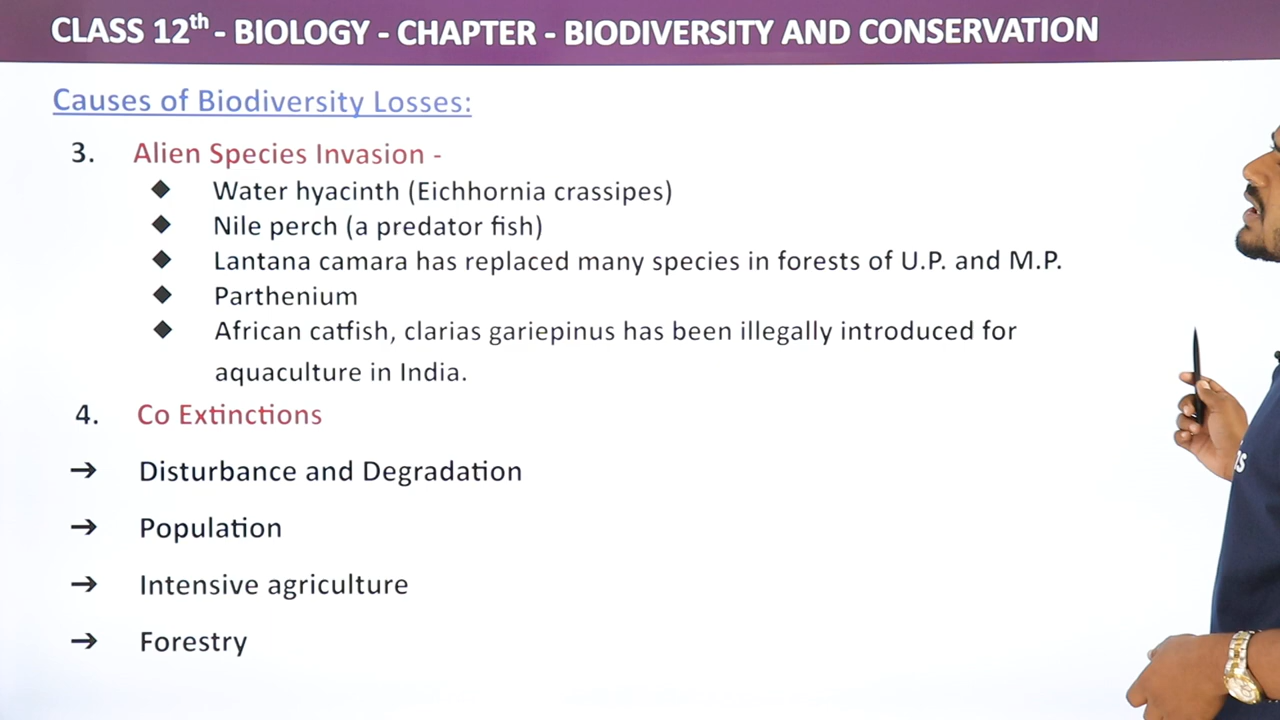 CLASS 12th - BIOLOGY - CHAPTER - BIODIVERSITY AND CONSERVATION
Causes of Biodiversity Losses:
3. Alien Species Invasion -
◆ Water hyacinth (Eichhornia crassipes)
◆ Nile perch (a predator fish)
◆ Lantana camara has replaced many species in forests of U.P. and M.P.
◆ Parthenium
◆ African catfish, clarias gariepinus has been illegally introduced for
aquaculture in India.
4. Co Extinctions
→ Disturbance and Degradation
→ Population
→ Intensive agriculture
→ Forestry